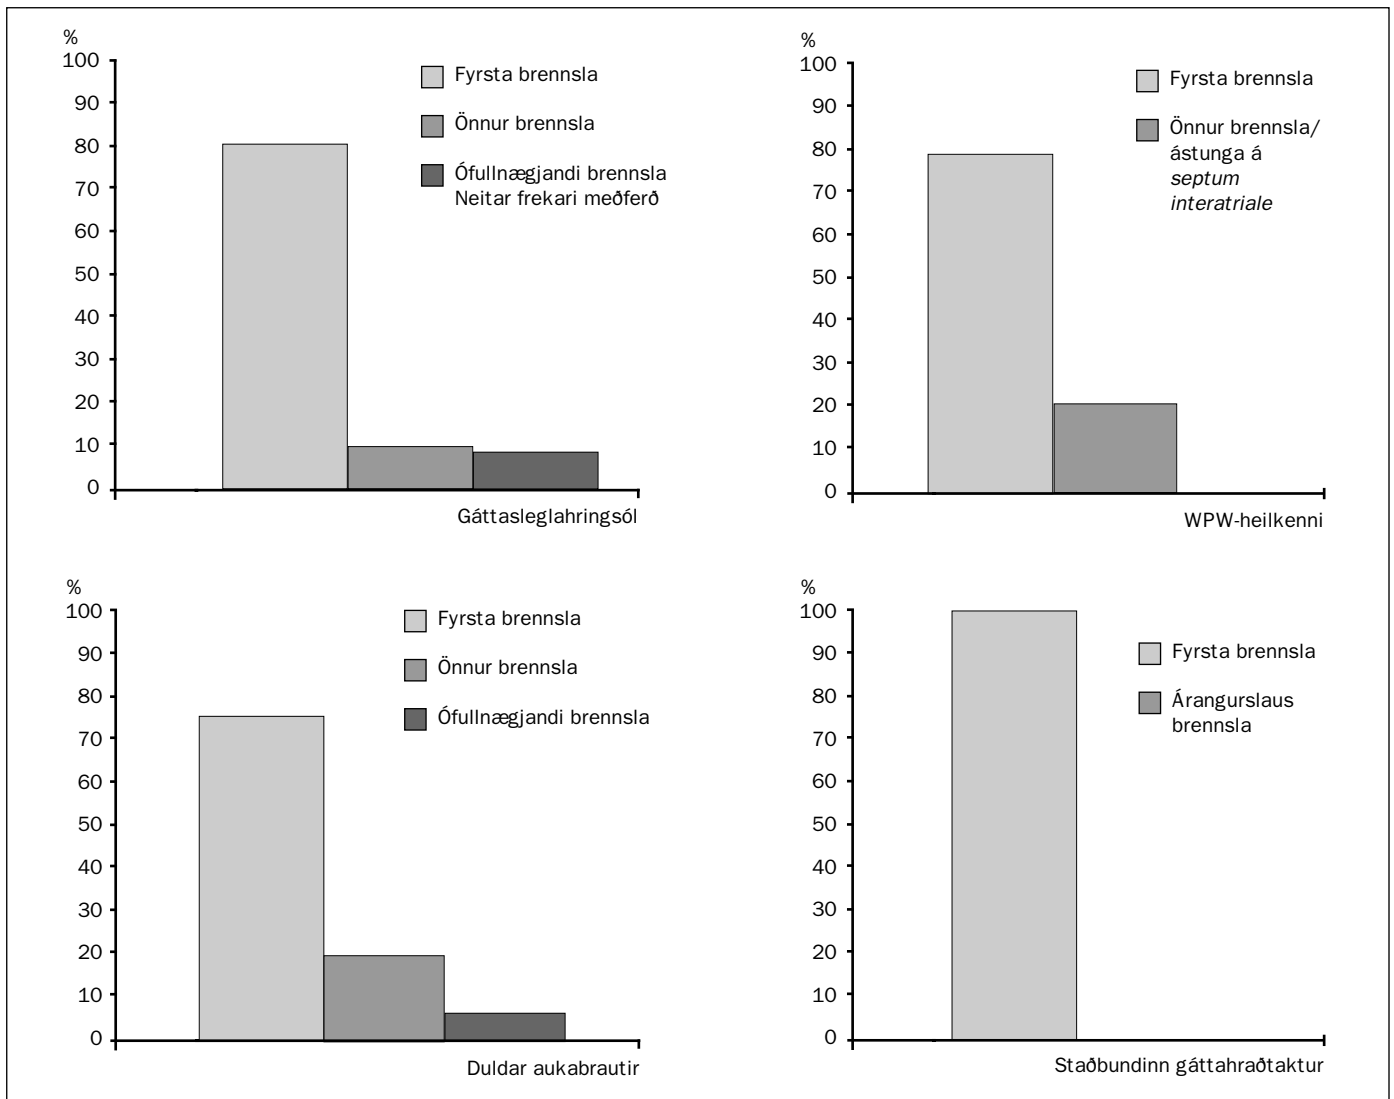 %
100
90
80
70
60
50
40
30
20
10
0
Fyrsta brennsla
Önnur brennsla
Ófullnægjandi brennsla
Neitar frekari meðferð
Gáttasleglahringsól
%
100
90
80
70
60
50
40
30
20
10
0
Fyrsta brennsla
Önnur brennsla/
ástunga á
septum
interatriale
WPW-heilkenni
%
100
90
80
70
60
50
40
30
20
10
0
Fyrsta brennsla
Önnur brennsla
Ófullnægjandi brennsla
Duldar aukabrautir
%
100
90
80
70
60
50
40
30
20
10
0
Fyrsta brennsla
Árangurslaus
brennsla
Staðbundinn gáttahraðtaktur